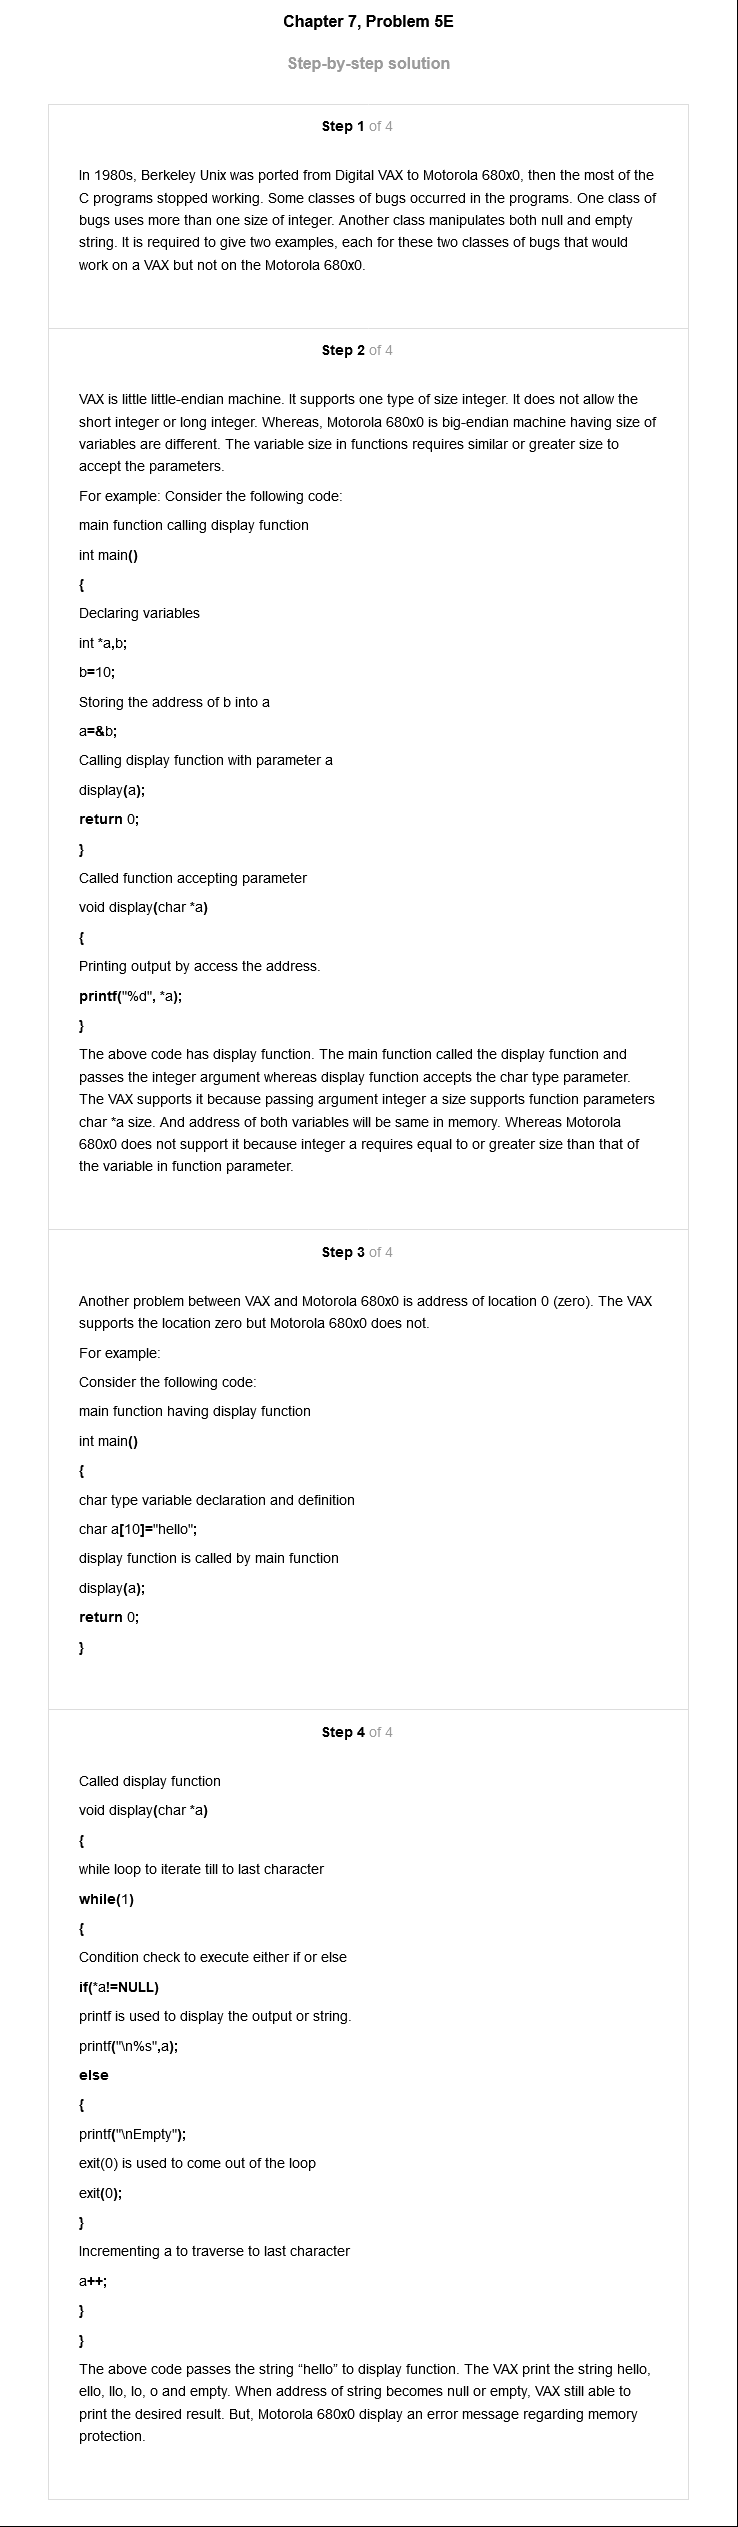 Chapter 7, Problem 5E
Step-by-step solution
Step 1 of 4
In 1980s, Berkeley Unix was ported from Digital VAX to Motorola 680x0, then the most of the
C programs stopped working. Some classes of bugs occurred in the programs. One class of
bugs uses more than one size of integer. Another class manipulates both null and empty
string. It is required to give two examples, each for these two classes of bugs that would
work on a VAX but not on the Motorola 680x0.
Step 2 of 4
VAX is little little-endian machine. It supports one type of size integer. It does not allow the
short integer or long integer. Whereas, Motorola 680x0 is big-endian machine having size of
variables are different. The variable size in functions requires similar or greater size to
accept the parameters.
For example: Consider the following code:
main function calling display function
int main()
{
Declaring variables
int *a,b;
b=10;
Storing the address of b into a
a=&b;
Calling display function with parameter a
display(a);
return 0;
}
Called function accepting parameter
void display(char *a)
{
Printing output by access the address.
printf("%d", *a);
}
The above code has display function. The main function called the display function and
passes the integer argument whereas display function accepts the char type parameter.
The VAX supports it because passing argument integer a size supports function parameters
char *a size. And address of both variables will be same in memory. Whereas Motorola
680x0 does not support it because integer a requires equal to or greater size than that of
the variable in function parameter.
Step 3 of 4
Another problem between VAX and Motorola 680x0 is address of location 0 (zero). The VAX
supports the location zero but Motorola 680x0 does not.
For example:
Consider the following code:
main function having display function
int main()
{
char type variable declaration and definition
char a[10]="hello";
display function is called by main function
display(a);
return 0;
}
Step 4 of 4
Called display function
void display(char *a)
{
while loop to iterate till to last character
while(1)
{
Condition check to execute either if or else
if(*a!=NULL)
printf is used to display the output or string.
printf("\n%s",a);
else
{
printf("\nEmpty");
exit(0) is used to come out of the loop
exit(0);
}
Incrementing a to traverse to last character
a++;
}
}
The above code passes the string “hello” to display function. The VAX print the string hello,
ello, llo, lo, o and empty. When address of string becomes null or empty, VAX still able to
print the desired result. But, Motorola 680x0 display an error message regarding memory
protection.